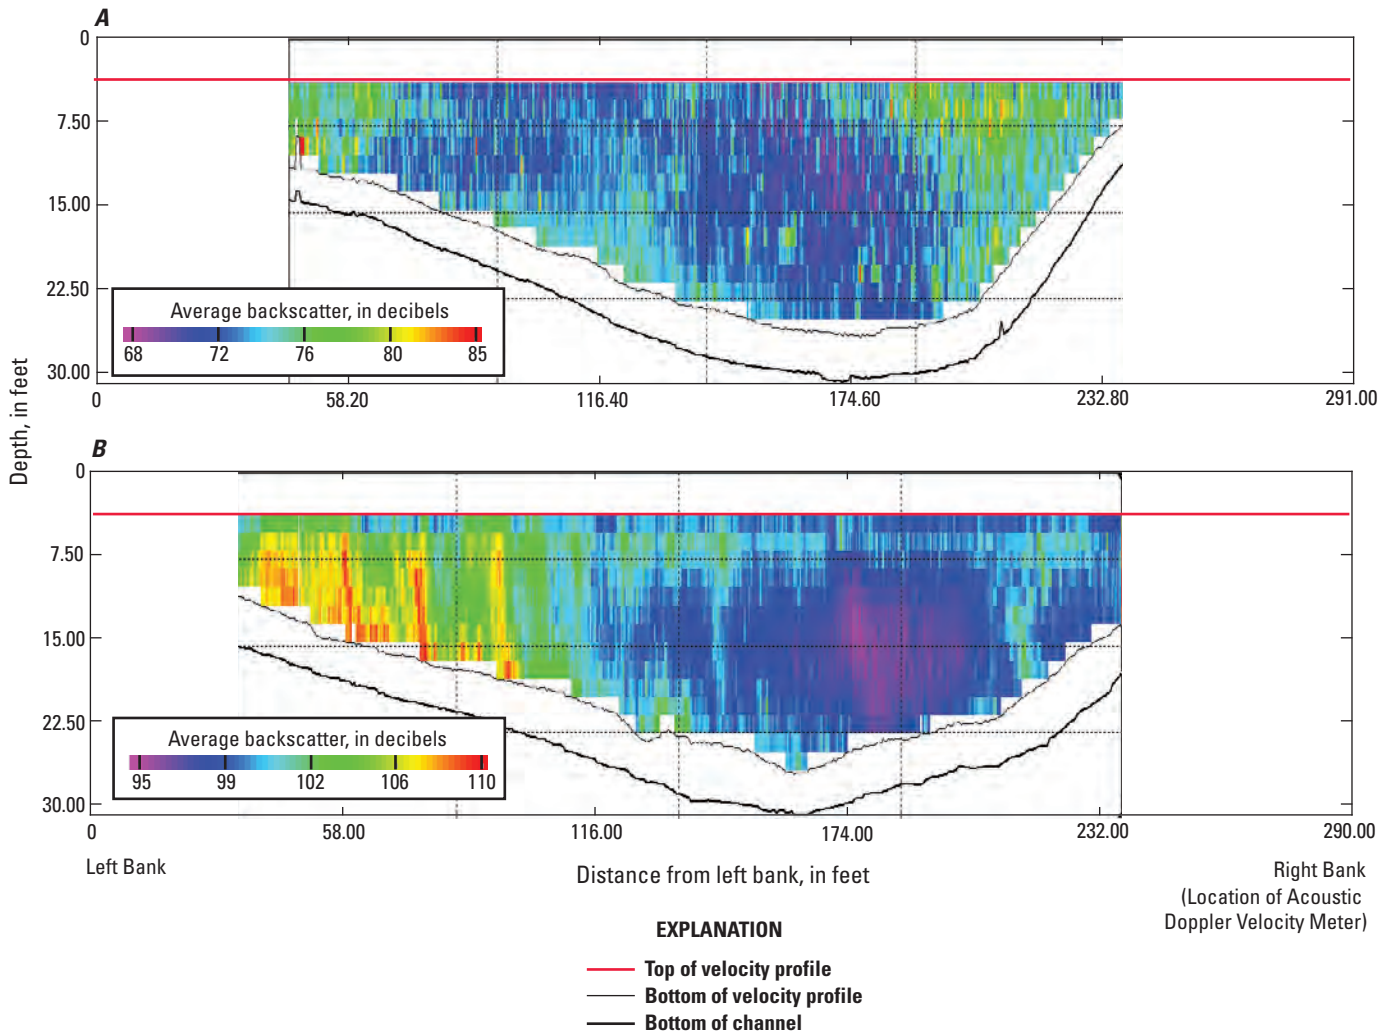 A
0
7.50
15.00
22.50
30.00
Average backscatter, in decibels
68 72 76 80 85
0 58.20 116.40 174.60 232.80 291.00
Depth, in feet
B
0
7.50
15.00
22.50
30.00
Average backscatter, in decibels
95 99 102 106 110
0 58.00 116.00 174.00 232.00 290.00
Left Bank
Distance from left bank, in feet
Right Bank
(Location of Acoustic
Doppler Velocity Meter)
EXPLANATION
Top of velocity profile
Bottom of velocity profile
Bottom of channel